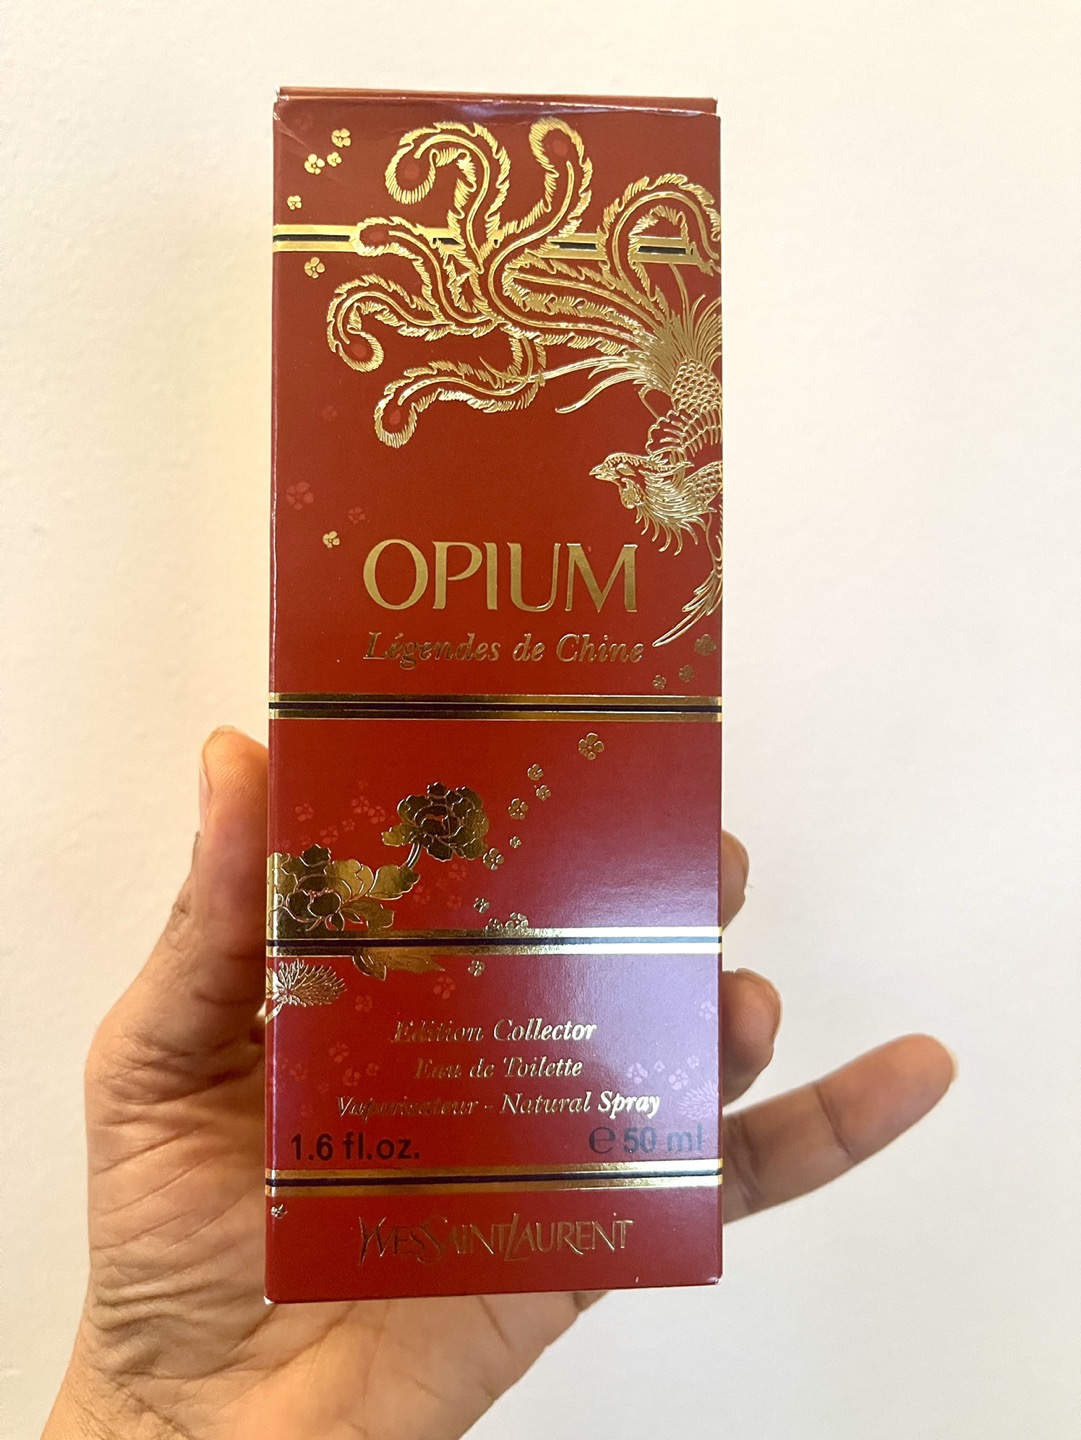 OPIUM
Légendes de Chine
Edition Collector
Eau de Toilette
Vaporisateur - Natural Spray
1.6 fl.oz. ℮ 50 ml
YVESSAINTLAURENT